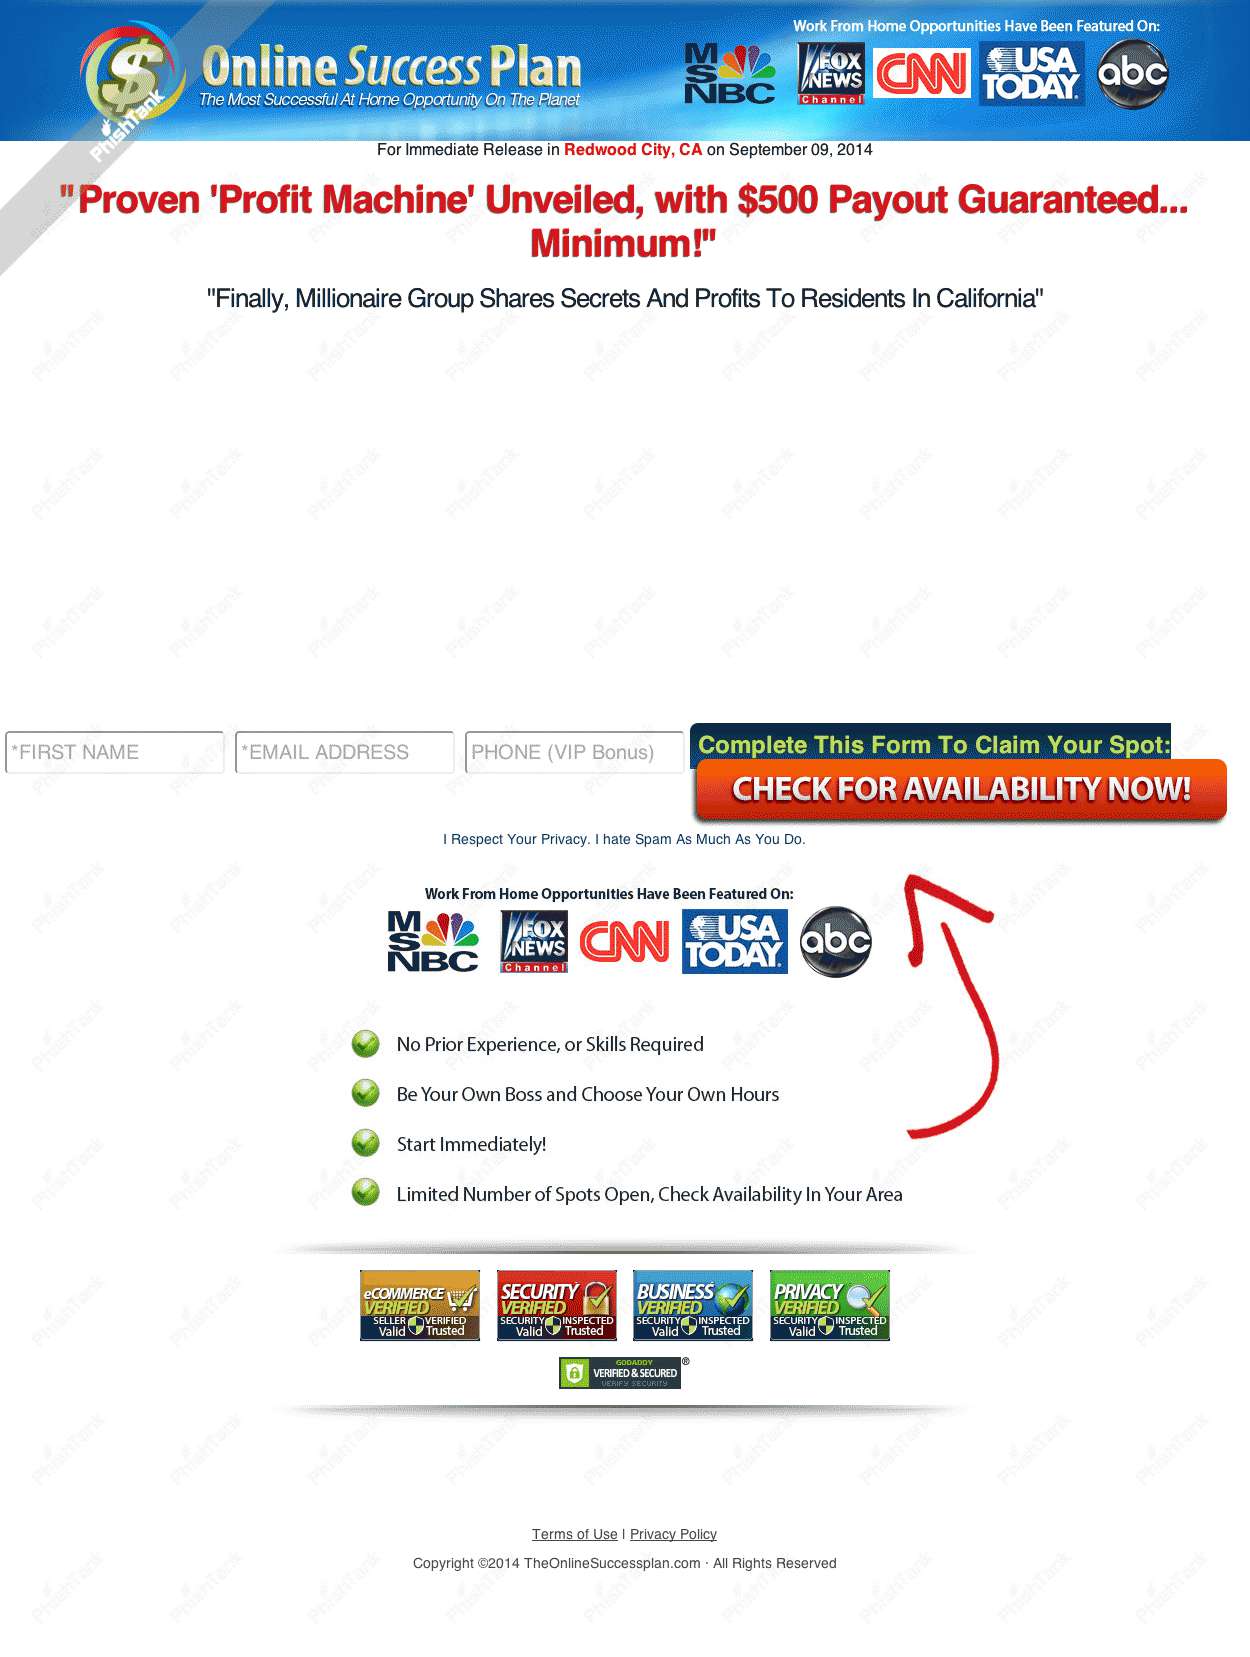 Work From Home Opportunities Have Been Featured On:
Online Success Plan
The Most Successful At Home Opportunity On The Planet
MSNBC FOX NEWS Channel CNN USA TODAY abc
PhishTank
For Immediate Release in Redwood City, CA on September 09, 2014
"Proven 'Profit Machine' Unveiled, with $500 Payout Guaranteed...
Minimum!"
"Finally, Millionaire Group Shares Secrets And Profits To Residents In California"
*FIRST NAME *EMAIL ADDRESS PHONE (VIP Bonus) Complete This Form To Claim Your Spot:
CHECK FOR AVAILABILITY NOW!
I Respect Your Privacy. I hate Spam As Much As You Do.
Work From Home Opportunities Have Been Featured On:
MSNBC FOX NEWS Channel CNN USA TODAY abc
No Prior Experience, or Skills Required
Be Your Own Boss and Choose Your Own Hours
Start Immediately!
Limited Number of Spots Open, Check Availability In Your Area
eCOMMERCE VERIFIED SELLER VERIFIED Valid Trusted
SECURITY VERIFIED SECURITY INSPECTED Valid Trusted
BUSINESS VERIFIED SECURITY INSPECTED Valid Trusted
PRIVACY VERIFIED SECURITY INSPECTED Valid Trusted
GODADDY
VERIFIED & SECURED ®
VERIFY SECURITY
Terms of Use | Privacy Policy
Copyright ©2014 TheOnlineSuccessplan.com · All Rights Reserved